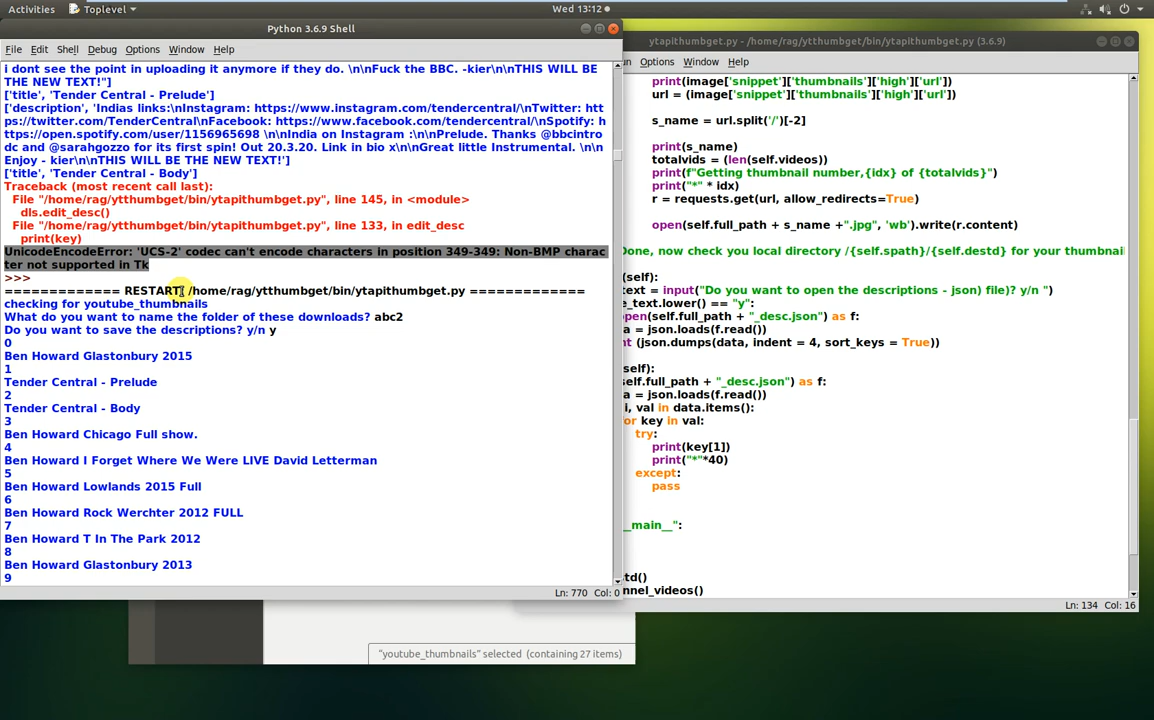 Activities Toplevel Wed 13:12
Python 3.6.9 Shell
File Edit Shell Debug Options Window Help
i dont see the point in uploading it anymore if they do. \n\nFuck the BBC. -kier\n\nTHIS WILL BE
THE NEW TEXT!"]
['title', 'Tender Central - Prelude']
['description', 'Indias links:\nInstagram: https://www.instagram.com/tendercentral/\nTwitter: htt
ps://twitter.com/TenderCentral\nFacebook: https://www.facebook.com/tendercentral/\nSpotify: h
ttps://open.spotify.com/user/1156965698 \n\nIndia on Instagram :\n\nPrelude. Thanks @bbcintro
dc and @sarahgozzo for its first spin! Out 20.3.20. Link in bio x\n\nGreat little Instrumental. \n\n
Enjoy - kier\n\nTHIS WILL BE THE NEW TEXT!']
['title', 'Tender Central - Body']
Traceback (most recent call last):
File "/home/rag/ytthumbget/bin/ytapithumbget.py", line 145, in <module>
dls.edit_desc()
File "/home/rag/ytthumbget/bin/ytapithumbget.py", line 133, in edit_desc
print(key)
UnicodeEncodeError: 'UCS-2' codec can't encode characters in position 349-349: Non-BMP charac
ter not supported in Tk
>>>
============= RESTART: /home/rag/ytthumbget/bin/ytapithumbget.py =============
checking for youtube_thumbnails
What do you want to name the folder of these downloads? abc2
Do you want to save the descriptions? y/n y
0
Ben Howard Glastonbury 2015
1
Tender Central - Prelude
2
Tender Central - Body
3
Ben Howard Chicago Full show.
4
Ben Howard I Forget Where We Were LIVE David Letterman
5
Ben Howard Lowlands 2015 Full
6
Ben Howard Rock Werchter 2012 FULL
7
Ben Howard T In The Park 2012
8
Ben Howard Glastonbury 2013
9
Ln: 770 Col: 0
ytapithumbget.py - /home/rag/ytthumbget/bin/ytapithumbget.py (3.6.9)
un Options Window Help
print(image['snippet']['thumbnails']['high']['url'])
url = (image['snippet']['thumbnails']['high']['url'])
s_name = url.split('/')[-2]
print(s_name)
totalvids = (len(self.videos))
print(f"Getting thumbnail number,{idx} of {totalvids}")
print("*" * idx)
r = requests.get(url, allow_redirects=True)
open(self.full_path + s_name +".jpg", 'wb').write(r.content)
Done, now check you local directory /{self.spath}/{self.destd} for your thumbnai
(self):
text = input("Do you want to open the descriptions - json) file)? y/n ")
e_text.lower() == "y":
open(self.full_path + "_desc.json") as f:
a = json.loads(f.read())
nt (json.dumps(data, indent = 4, sort_keys = True))
self):
self.full_path + "_desc.json") as f:
a = json.loads(f.read())
i, val in data.items():
or key in val:
try:
print(key[1])
print("*"*40)
except:
pass
__main__":
td()
nnel_videos()
Ln: 134 Col: 16
"youtube_thumbnails" selected (containing 27 items)